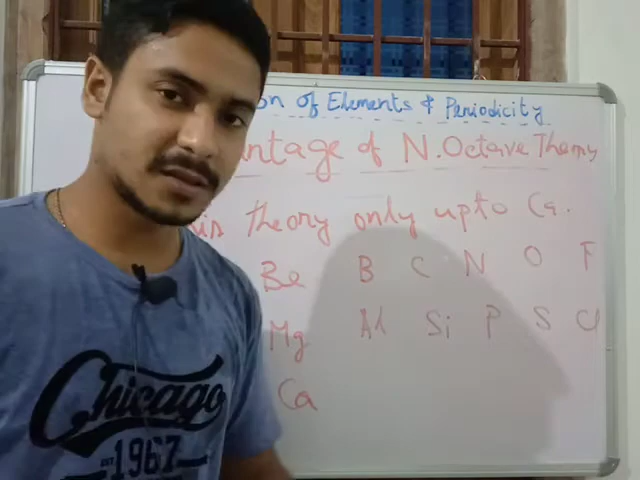 on of Elements & Periodicity
ntage of N. Octave Theory
theory only upto Ca.
Be B C N O F
Mg Al Si P S Cl
Ca
Chicago
1967